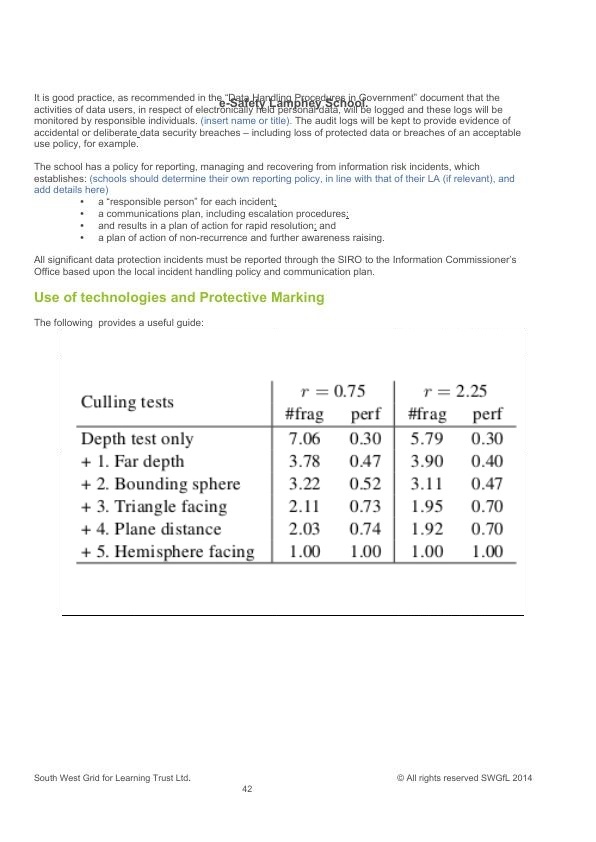 e-Safety Lamphey School.
It is good practice, as recommended in the “Data Handling Procedures in Government” document that the
activities of data users, in respect of electronically held personal data, will be logged and these logs will be
monitored by responsible individuals. (insert name or title). The audit logs will be kept to provide evidence of
accidental or deliberate data security breaches – including loss of protected data or breaches of an acceptable
use policy, for example.
The school has a policy for reporting, managing and recovering from information risk incidents, which
establishes: (schools should determine their own reporting policy, in line with that of their LA (if relevant), and
add details here)
• a “responsible person” for each incident;
• a communications plan, including escalation procedures;
• and results in a plan of action for rapid resolution; and
• a plan of action of non-recurrence and further awareness raising.
All significant data protection incidents must be reported through the SIRO to the Information Commissioner’s
Office based upon the local incident handling policy and communication plan.
Use of technologies and Protective Marking
The following provides a useful guide:
Culling tests r = 0.75 r = 2.25
#frag perf #frag perf
Depth test only 7.06 0.30 5.79 0.30
+ 1. Far depth 3.78 0.47 3.90 0.40
+ 2. Bounding sphere 3.22 0.52 3.11 0.47
+ 3. Triangle facing 2.11 0.73 1.95 0.70
+ 4. Plane distance 2.03 0.74 1.92 0.70
+ 5. Hemisphere facing 1.00 1.00 1.00 1.00
South West Grid for Learning Trust Ltd. © All rights reserved SWGfL 2014
42